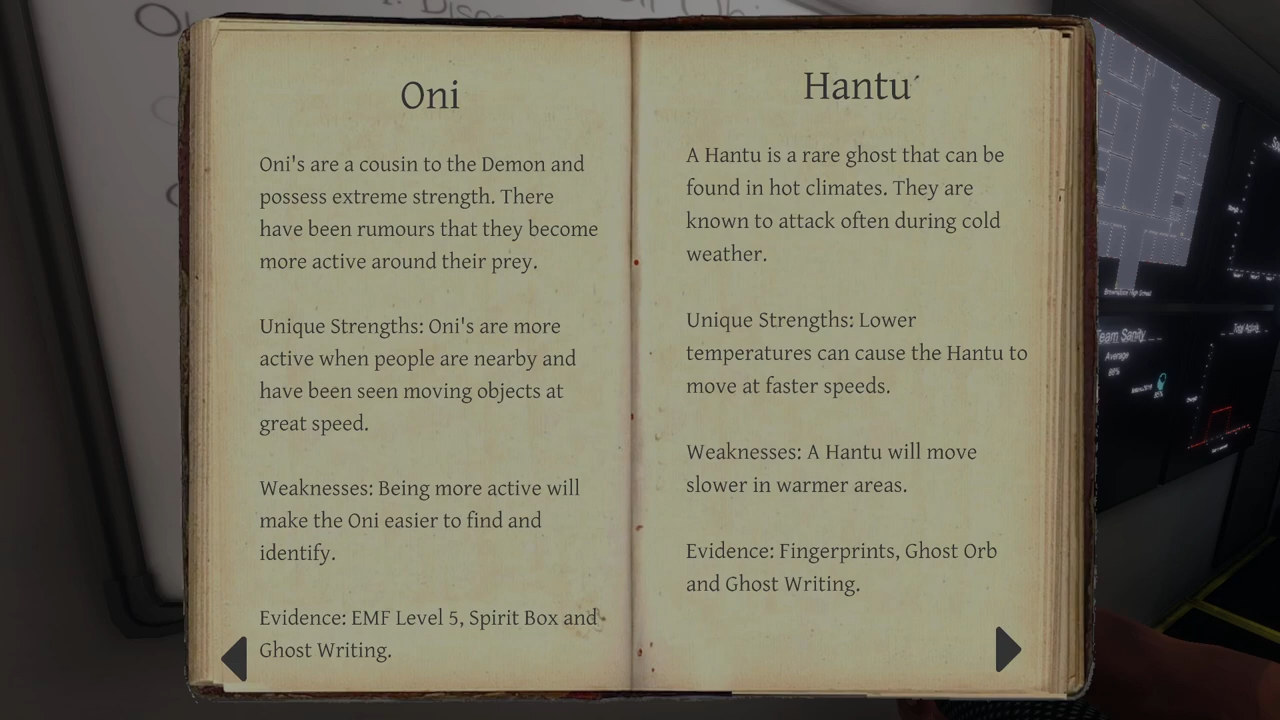 Oni
Oni's are a cousin to the Demon and
possess extreme strength. There
have been rumours that they become
more active around their prey.
Unique Strengths: Oni's are more
active when people are nearby and
have been seen moving objects at
great speed.
Weaknesses: Being more active will
make the Oni easier to find and
identify.
Evidence: EMF Level 5, Spirit Box and
Ghost Writing.
Hantu
A Hantu is a rare ghost that can be
found in hot climates. They are
known to attack often during cold
weather.
Unique Strengths: Lower
temperatures can cause the Hantu to
move at faster speeds.
Weaknesses: A Hantu will move
slower in warmer areas.
Evidence: Fingerprints, Ghost Orb
and Ghost Writing.
Team Sanity
Average